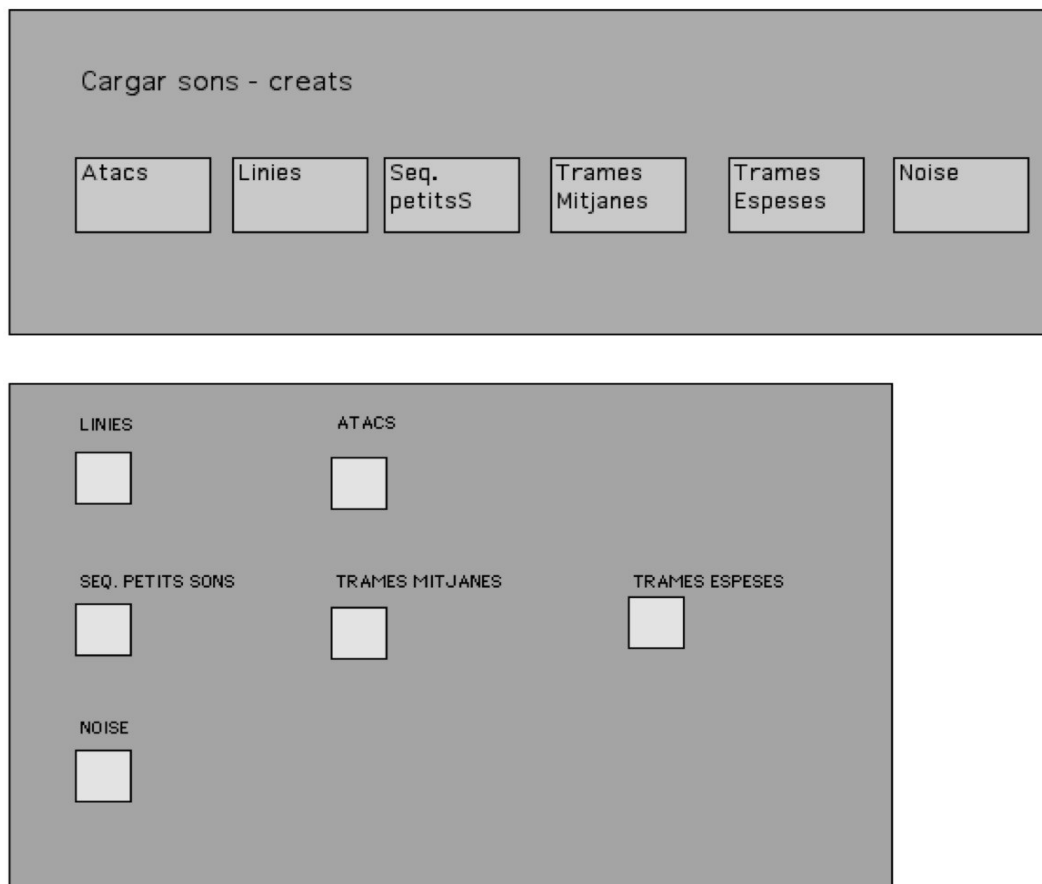 Cargar sons - creats
Atacs
Linies
Seq.
petitsS
Trames
Mitjanes
Trames
Espeses
Noise
LINIES
ATACS
SEQ. PETITS SONS
TRAMES MITJANES
TRAMES ESPESES
NOISE